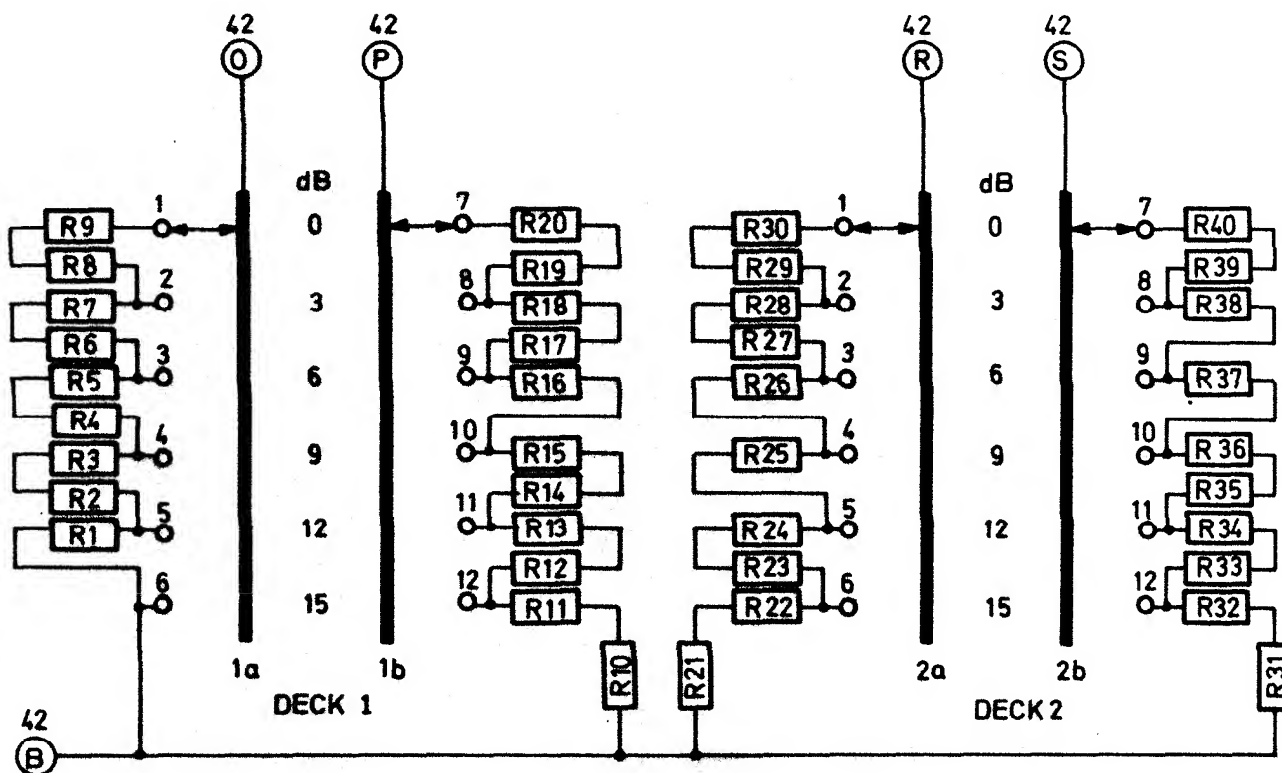 42 42 42 42
O P R S
dB dB
1 7 1 7
R9 0 R20 R30 0 R40
R8 R19 R29 R39
2 8 2 8
R7 3 R18 R28 3 R38
R6 R17 R27
3 9 3 9
R5 6 R16 R26 6 R37
R4
4 10 4 10
R3 9 R15 R25 9 R36
R2 R14 R35
5 11 5 11
R1 12 R13 R24 12 R34
R12 R23 R33
6 12 6 12
15 R11 R22 15 R32
1a 1b R10 R21 2a 2b R31
DECK 1 DECK 2
42
B